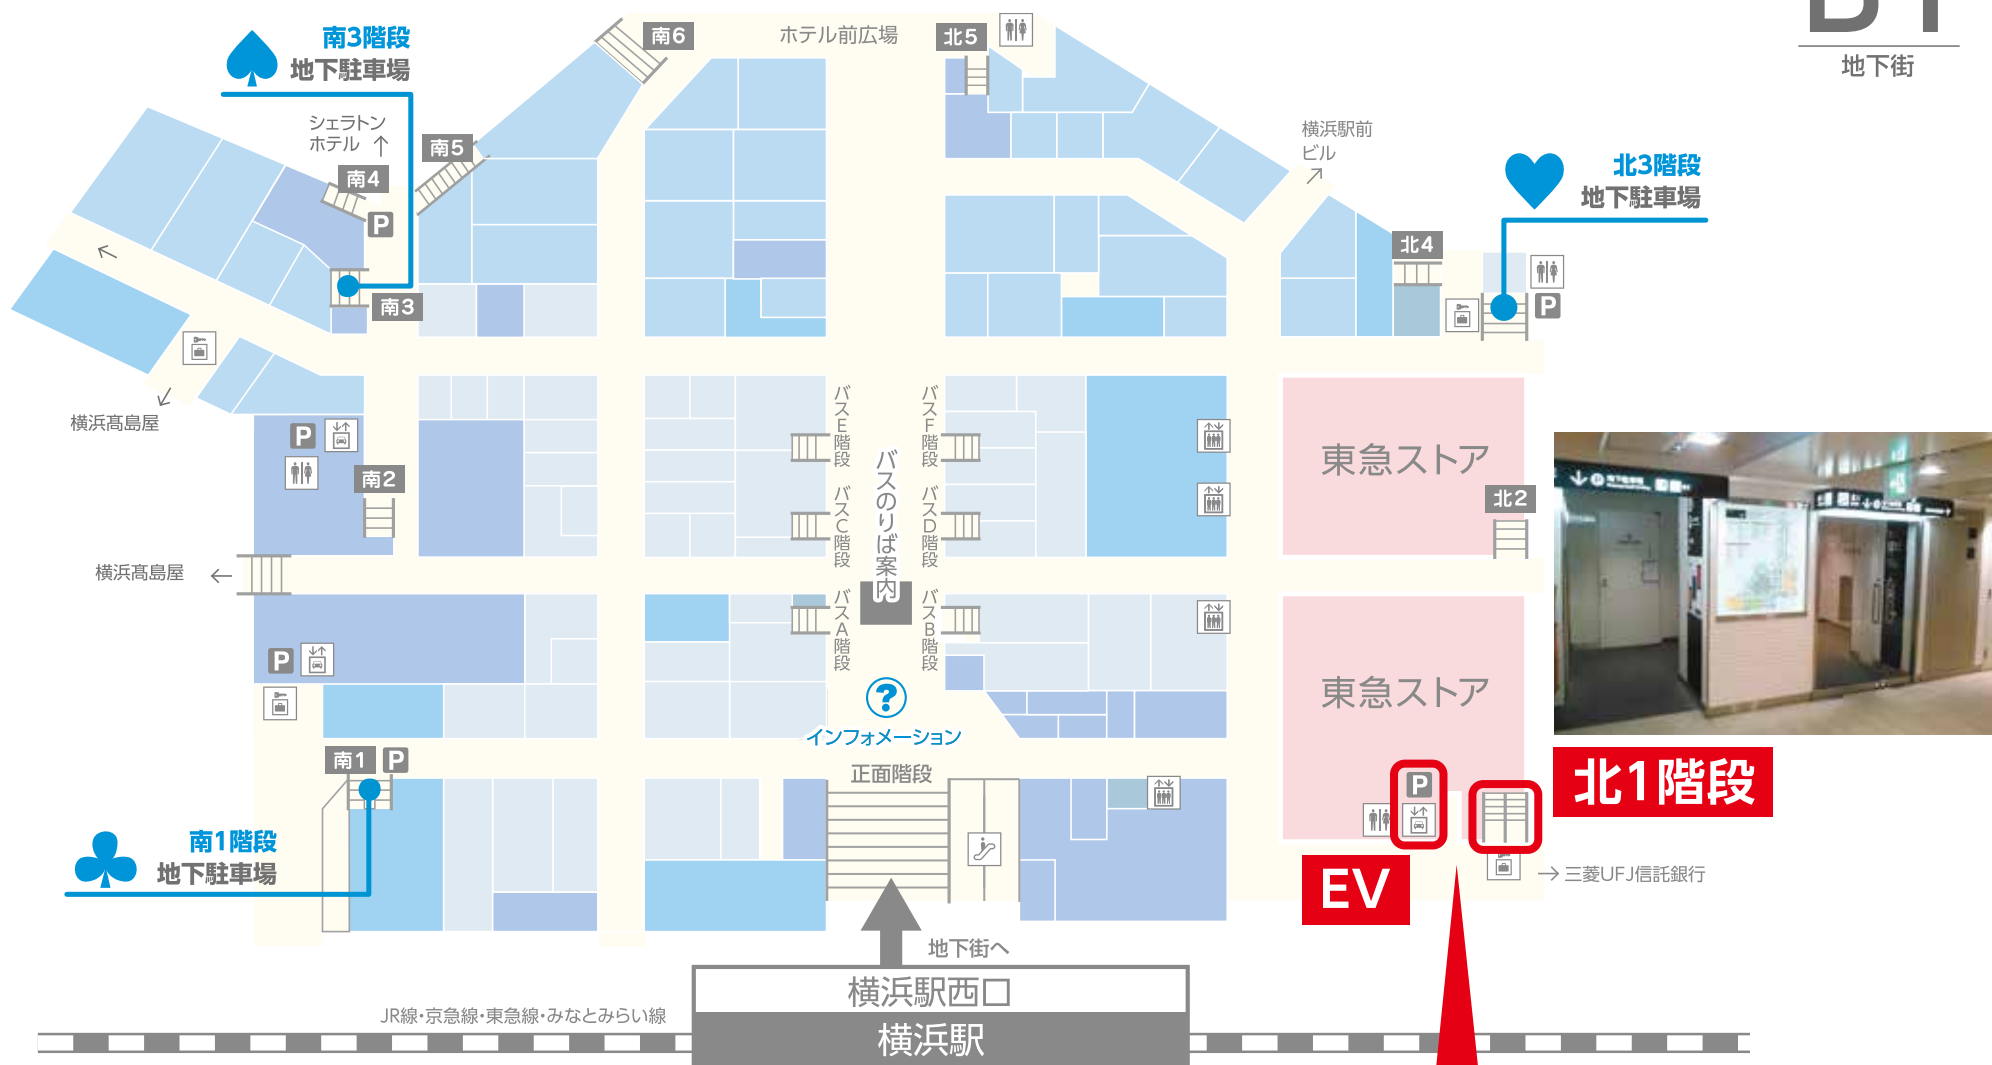 B1
地下街
南3階段
地下駐車場
シェラトン
ホテル ↑
南4
P
南5
南6
ホテル前広場
北5
横浜駅前
ビル
↗
北3階段
地下駐車場
北4
P
南3
←
横浜髙島屋
↙
P
南2
横浜髙島屋 ←
P
バスE階段
バスF階段
バスC階段
バスD階段
バスA階段
バスB階段
バスのりば案内
東急ストア
北2
東急ストア
?
インフォメーション
正面階段
南1
P
南1階段
地下駐車場
P
北1階段
EV
→ 三菱UFJ信託銀行
地下街へ
横浜駅西口
JR線・京急線・東急線・みなとみらい線
横浜駅